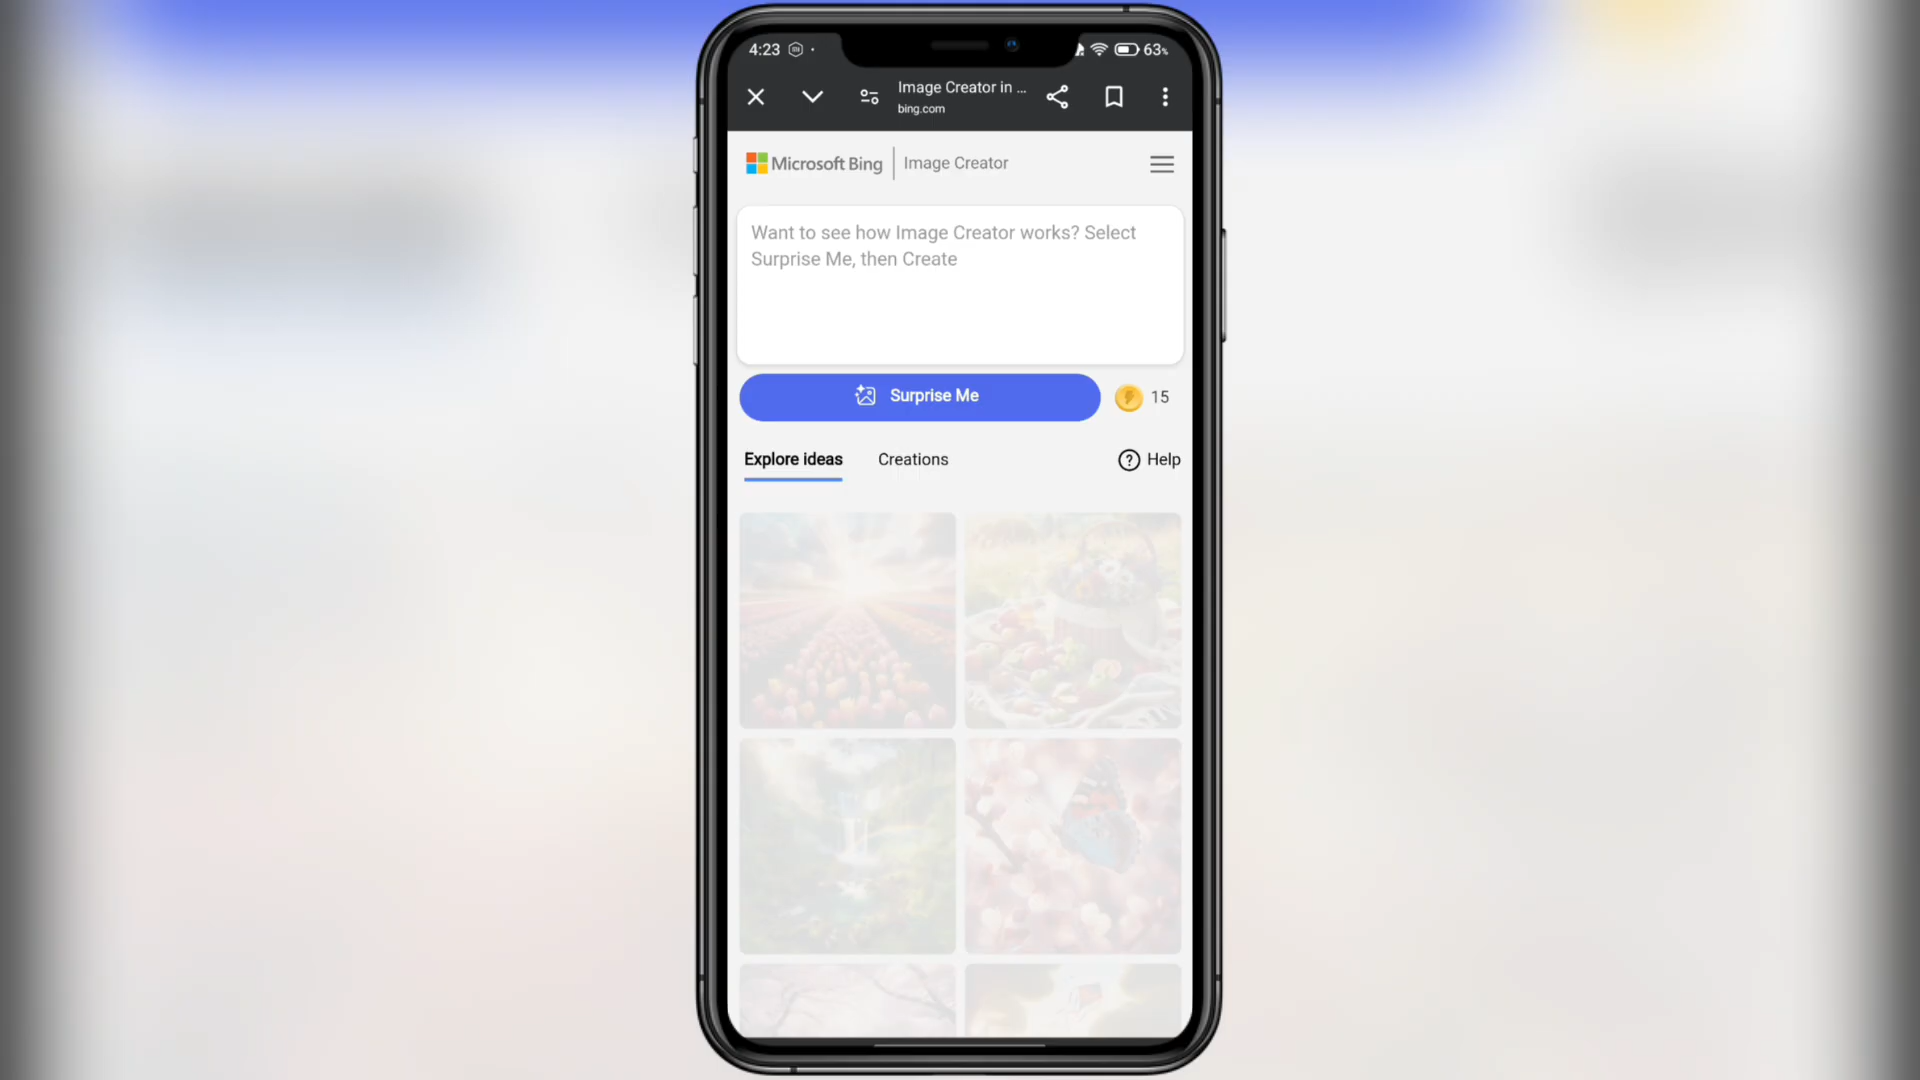 4:23
63%
Image Creator in ...
bing.com
Microsoft Bing | Image Creator
Want to see how Image Creator works? Select
Surprise Me, then Create
Surprise Me
15
Explore ideas
Creations
Help